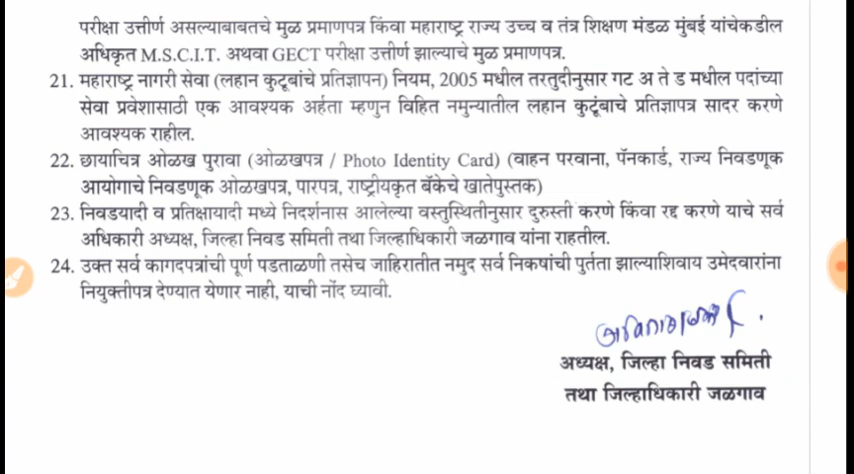 परीक्षा उत्तीर्ण असल्याबाबतचे मुळ प्रमाणपत्र किंवा महाराष्ट्र राज्य उच्च व तंत्र शिक्षण मंडळ मुंबई यांचेकडील
अधिकृत M.S.C.I.T. अथवा GECT परीक्षा उत्तीर्ण झाल्याचे मुळ प्रमाणपत्र.
21. महाराष्ट्र नागरी सेवा (लहान कुटूबांचे प्रतिज्ञापन) नियम, 2005 मधील तरतुदीनुसार गट अ ते ड मधील पदांच्या
सेवा प्रवेशासाठी एक आवश्यक अर्हता म्हणुन विहित नमुन्यातील लहान कुटूंबाचे प्रतिज्ञापत्र सादर करणे
आवश्यक राहील.
22. छायाचित्र ओळख पुरावा (ओळखपत्र / Photo Identity Card) (वाहन परवाना, पॅनकार्ड, राज्य निवडणूक
आयोगाचे निवडणूक ओळखपत्र, पारपत्र, राष्ट्रीयकृत बॅकेचे खातेपुस्तक)
23. निवडयादी व प्रतिक्षायादी मध्ये निदर्शनास आलेल्या वस्तुस्थितीनुसार दुरुस्ती करणे किंवा रद्द करणे याचे सर्व
अधिकारी अध्यक्ष, जिल्हा निवड समिती तथा जिल्हाधिकारी जळगाव यांना राहतील.
24. उक्त सर्व कागदपत्रांची पूर्ण पडताळणी तसेच जाहिरातीत नमुद सर्व निकषांची पुर्तता झाल्याशिवाय उमेदवारांना
नियुक्तीपत्र देण्यात येणार नाही, याची नोंद घ्यावी.
अध्यक्ष, जिल्हा निवड समिती
तथा जिल्हाधिकारी जळगाव